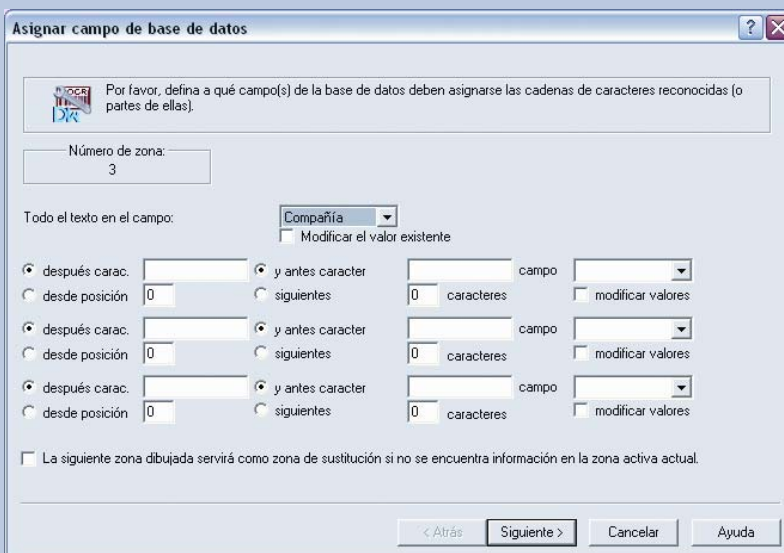 Asignar campo de base de datos
OCR
DW
Por favor, defina a qué campo(s) de la base de datos deben asignarse las cadenas de caracteres reconocidas (o
partes de ellas).
Número de zona:
3
Todo el texto en el campo: Compañía
Modificar el valor existente
después carac. y antes caracter campo
desde posición 0 siguientes 0 caracteres modificar valores
después carac. y antes caracter campo
desde posición 0 siguientes 0 caracteres modificar valores
después carac. y antes caracter campo
desde posición 0 siguientes 0 caracteres modificar valores
La siguiente zona dibujada servirá como zona de sustitución si no se encuentra información en la zona activa actual.
< Atrás Siguiente > Cancelar Ayuda